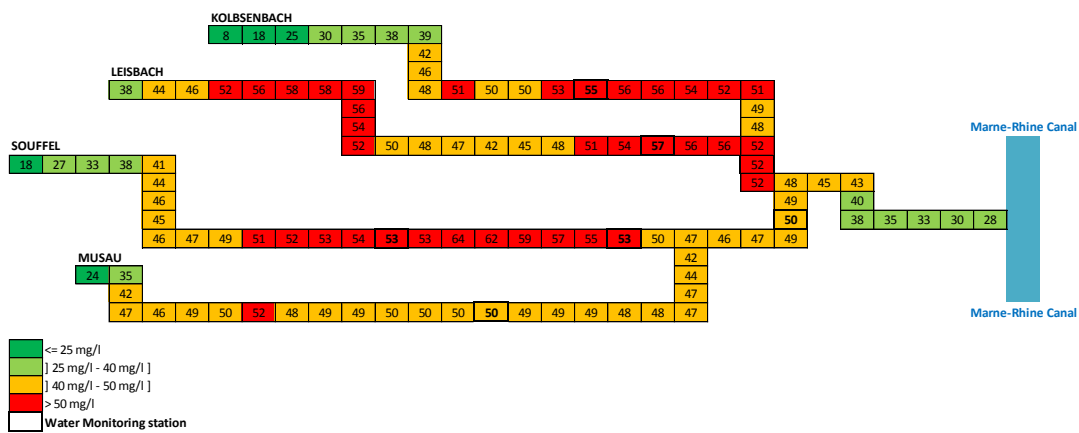 KOLBSENBACH
8 18 25 30 35 38 39
42
LEISBACH
46
38 44 46 52 56 58 58 59 48 51 50 50 53 55 56 56 54 52 51
56 49
54 48
Marne-Rhine Canal
SOUFFEL
52 50 48 47 42 45 48 51 54 57 56 56 52
18 27 33 38 41 52
44 52 48 45 43
46 49 40
45 50 38 35 33 30 28
46 47 49 51 52 53 54 53 53 64 62 59 57 55 53 50 47 46 47 49
MUSAU
42
24 35 44
42 47
47 46 49 50 52 48 49 49 50 50 50 50 49 49 49 48 48 47
Marne-Rhine Canal
<= 25 mg/l
] 25 mg/l - 40 mg/l ]
] 40 mg/l - 50 mg/l ]
> 50 mg/l
Water Monitoring station